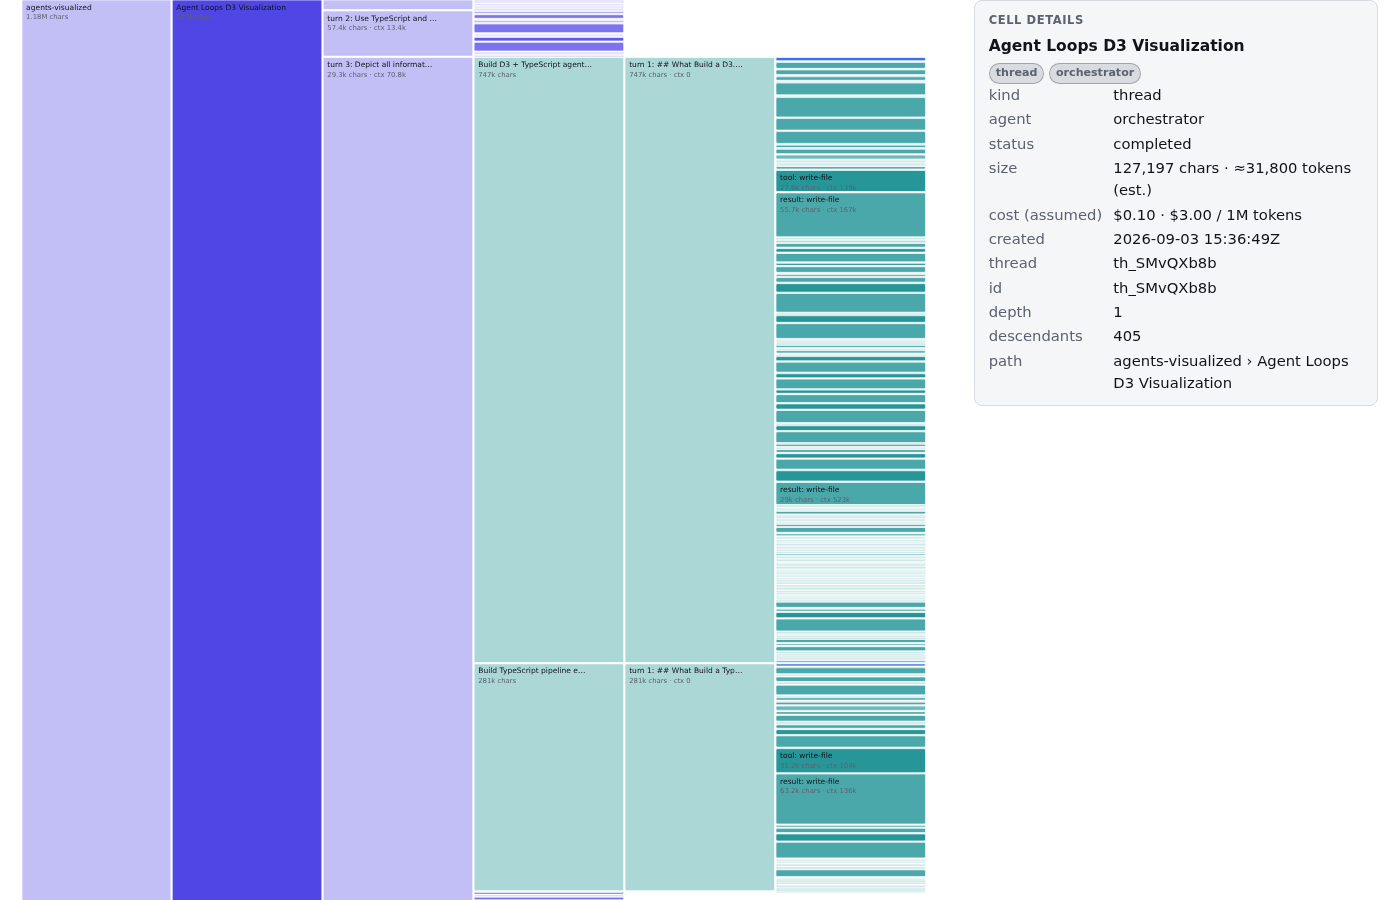 agents-visualized
1.18M chars
Agent Loops D3 Visualization
turn 2: Use TypeScript and ...
57.4k chars · ctx 13.4k
turn 3: Depict all informat...
29.3k chars · ctx 70.8k
Build D3 + TypeScript agent...
747k chars
turn 1: ## What Build a D3....
747k chars · ctx 0
tool: write-file
result: write-file
55.7k chars · ctx 167k
result: write-file
29k chars · ctx 523k
Build TypeScript pipeline e...
281k chars
turn 1: ## What Build a Typ...
281k chars · ctx 0
tool: write-file
result: write-file
63.2k chars · ctx 136k
CELL DETAILS
Agent Loops D3 Visualization
thread orchestrator
kind thread
agent orchestrator
status completed
size 127,197 chars · ≈31,800 tokens
(est.)
cost (assumed) $0.10 · $3.00 / 1M tokens
created 2026-09-03 15:36:49Z
thread th_SMvQXb8b
id th_SMvQXb8b
depth 1
descendants 405
path agents-visualized › Agent Loops
D3 Visualization